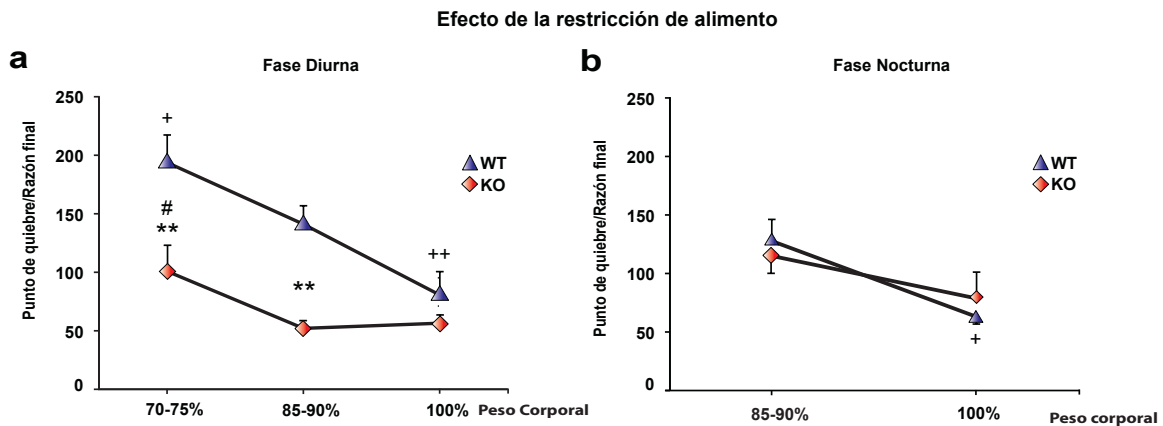 Efecto de la restricción de alimento
a
Fase Diurna
Punto de quiebre/Razón final
250
200
150
100
50
0
+
#
**
**
++
WT
KO
70-75%
85-90%
100%
Peso Corporal
b
Fase Nocturna
Punto de quiebre/Razón final
250
200
150
100
50
0
WT
KO
+
85-90%
100%
Peso corporal